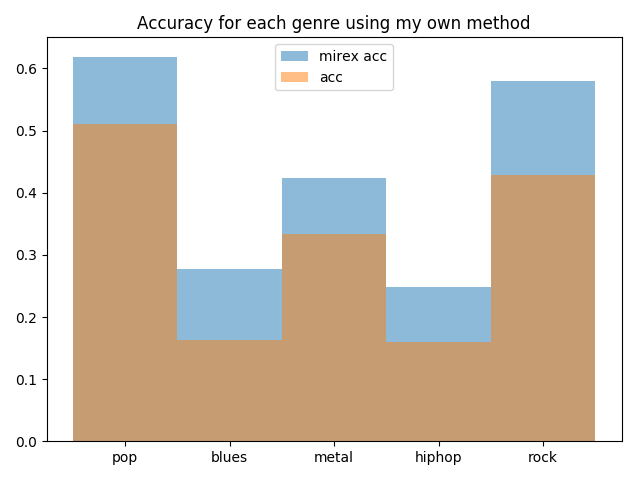 Accuracy for each genre using my own method
mirex acc
acc
0.6
0.5
0.4
0.3
0.2
0.1
0.0
pop blues metal hiphop rock